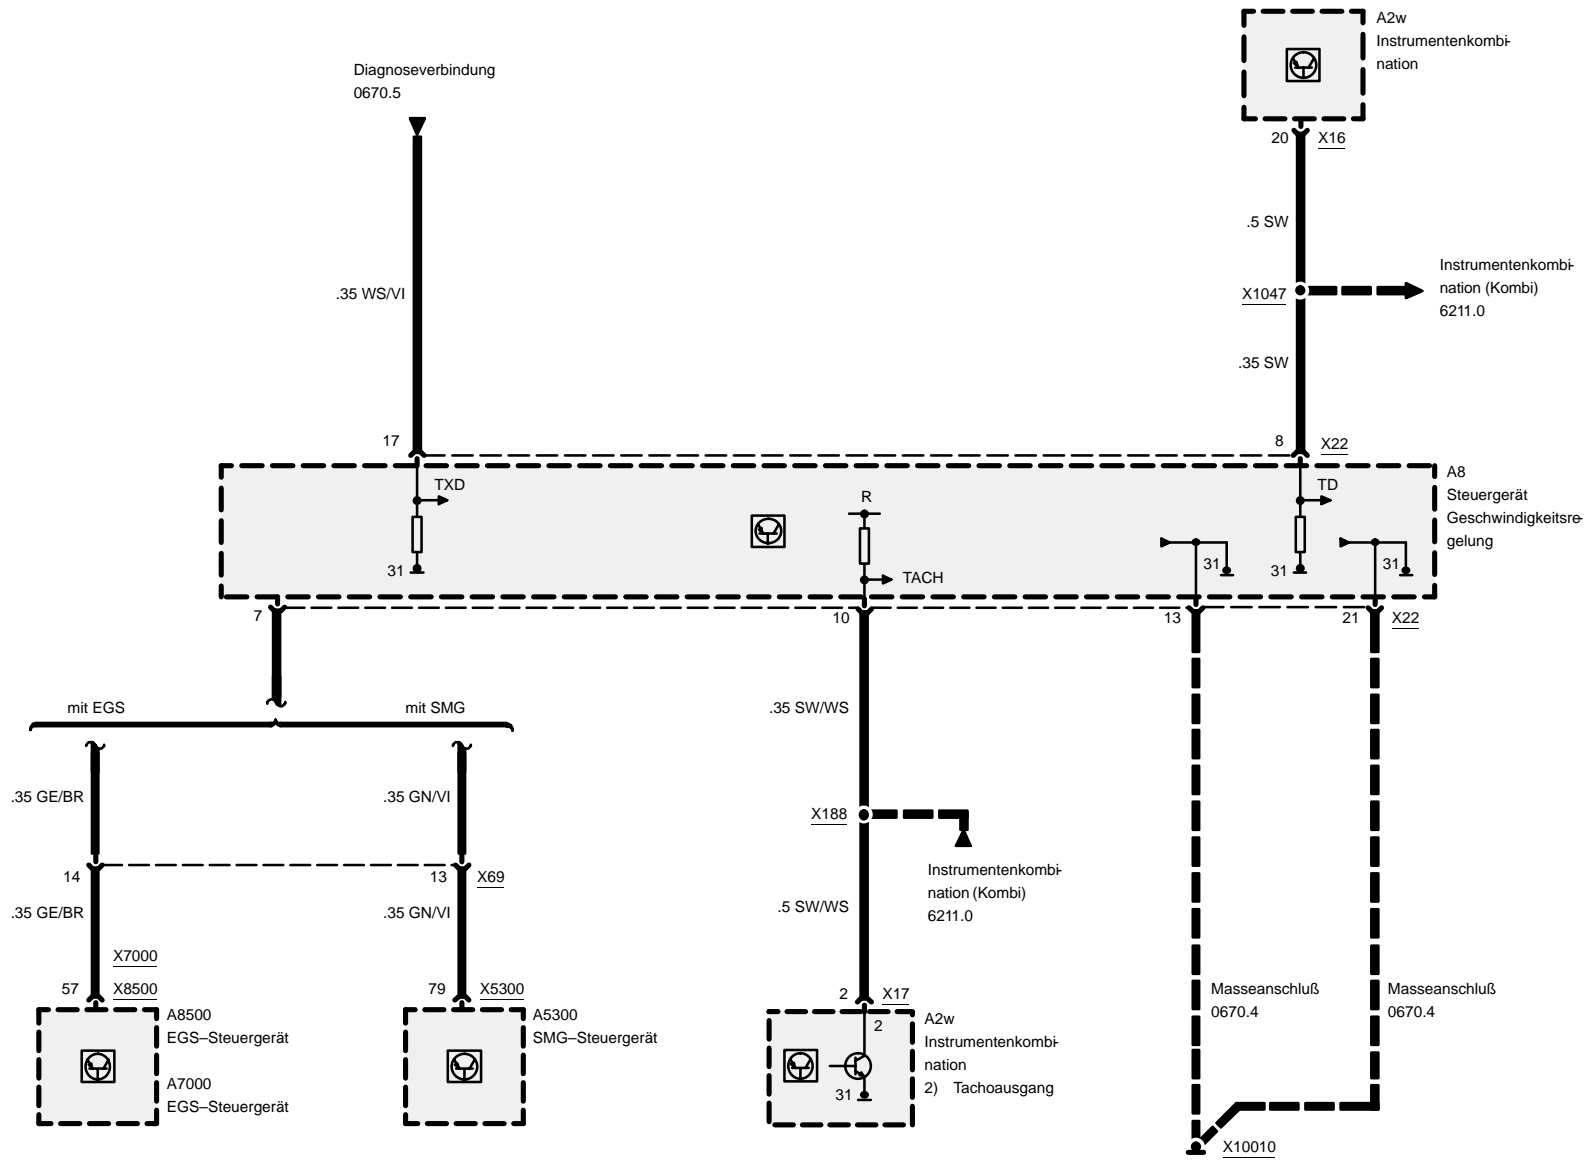 A2w
Instrumentenkombi-
nation
Diagnoseverbindung
0670.5
20 X16
.5 SW
Instrumentenkombi-
nation (Kombi)
6211.0
.35 WS/VI
X1047
.35 SW
17
8 X22
A8
Steuergerät
Geschwindigkeitsre-
gelung
TXD
R
TD
31
TACH
31
31
31
7
10
13
21 X22
mit EGS
mit SMG
.35 SW/WS
.35 GE/BR
.35 GN/VI
X188
Instrumentenkombi-
nation (Kombi)
6211.0
14
13 X69
.35 GE/BR
.35 GN/VI
.5 SW/WS
X7000
57 X8500
79 X5300
2 X17
Masseanschluß
0670.4
Masseanschluß
0670.4
A8500
EGS–Steuergerät
A7000
EGS–Steuergerät
A5300
SMG–Steuergerät
2
31
A2w
Instrumentenkombi-
nation
2) Tachoausgang
X10010